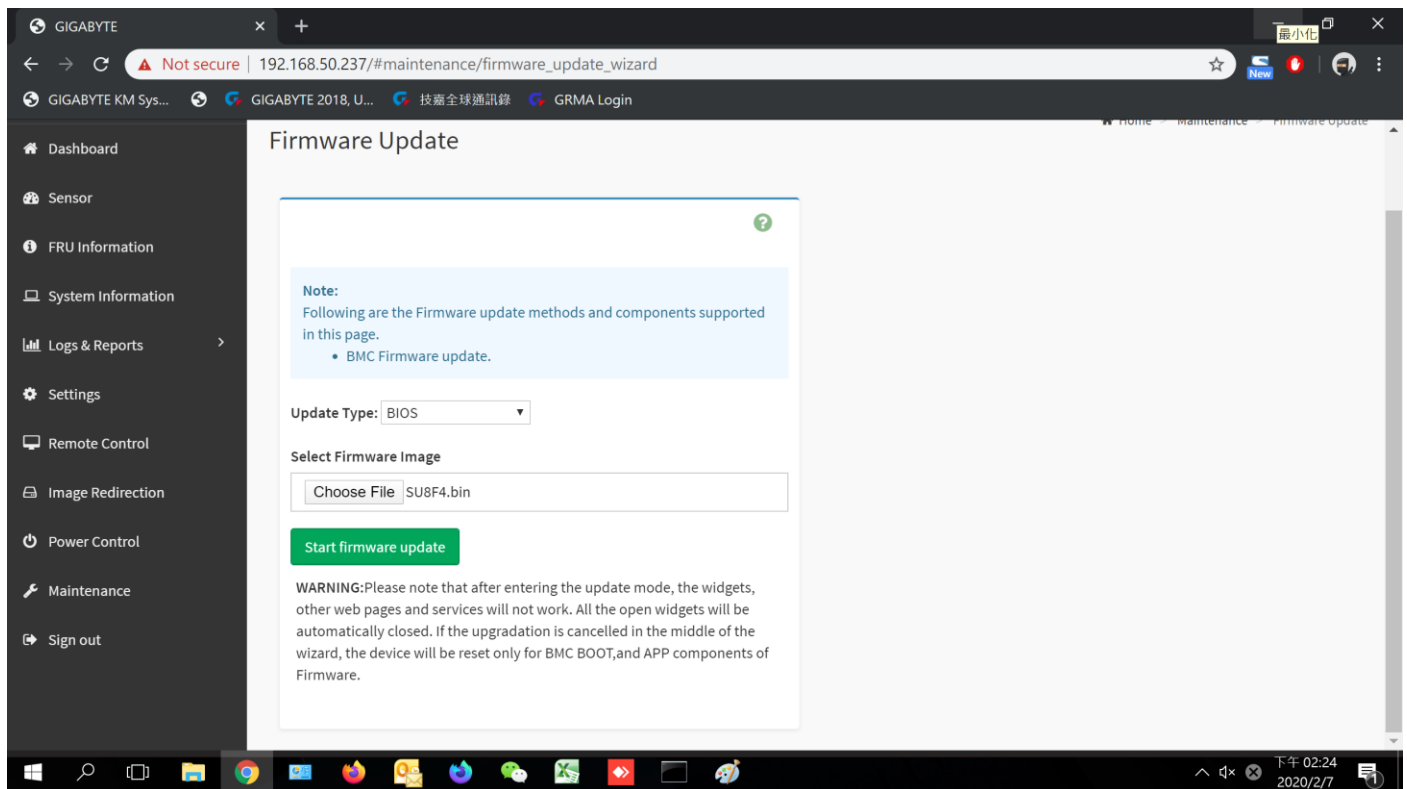 GIGABYTE
最小化
Not secure | 192.168.50.237/#maintenance/firmware_update_wizard
New
GIGABYTE KM Sys... GIGABYTE 2018, U... 技嘉全球通訊錄 GRMA Login
Home > Maintenance > Firmware Update
Firmware Update
Dashboard
Sensor
FRU Information
System Information
Logs & Reports
Settings
Remote Control
Image Redirection
Power Control
Maintenance
Sign out
Note:
Following are the Firmware update methods and components supported
in this page.
• BMC Firmware update.
Update Type: BIOS
Select Firmware Image
Choose File SU8F4.bin
Start firmware update
WARNING:Please note that after entering the update mode, the widgets,
other web pages and services will not work. All the open widgets will be
automatically closed. If the upgradation is cancelled in the middle of the
wizard, the device will be reset only for BMC BOOT,and APP components of
Firmware.
下午 02:24
2020/2/7
1